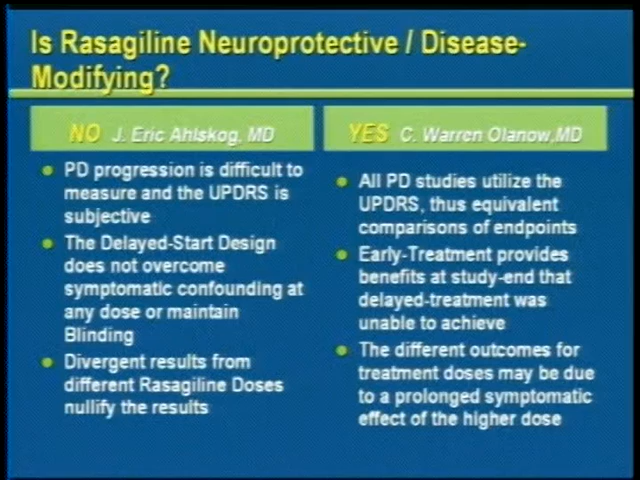 Is Rasagiline Neuroprotective / Disease-
Modifying?
NO J. Eric Ahlskog, MD
PD progression is difficult to
measure and the UPDRS is
subjective
The Delayed-Start Design
does not overcome
symptomatic confounding at
any dose or maintain
Blinding
Divergent results from
different Rasagiline Doses
nullify the results
YES C. Warren Olanow,MD
All PD studies utilize the
UPDRS, thus equivalent
comparisons of endpoints
Early-Treatment provides
benefits at study-end that
delayed-treatment was
unable to achieve
The different outcomes for
treatment doses may be due
to a prolonged symptomatic
effect of the higher dose